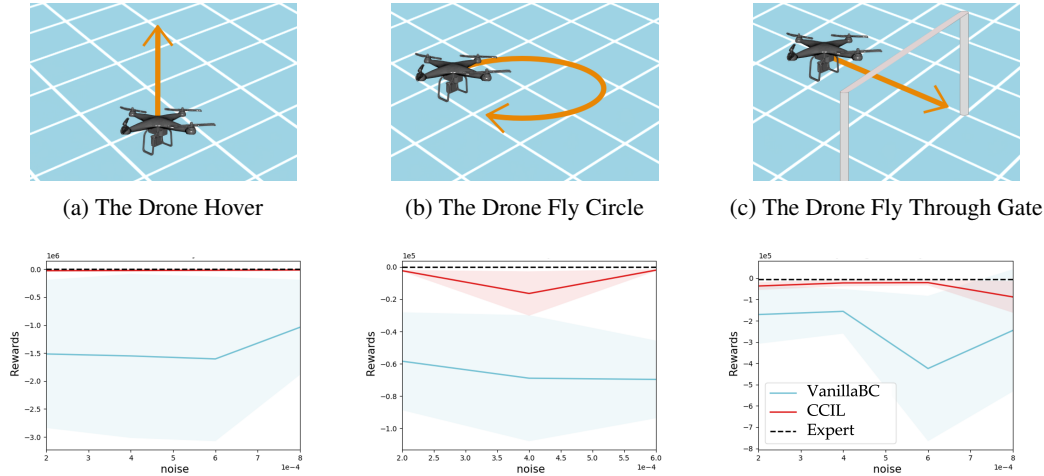 (a) The Drone Hover
(b) The Drone Fly Circle
(c) The Drone Fly Through Gate
1e6
0.0
−0.5
−1.0
−1.5
−2.0
−2.5
−3.0
Rewards
2 3 4 5 6 7 8
noise
1e−4
1e5
0.0
−0.2
−0.4
−0.6
−0.8
−1.0
Rewards
2.0 2.5 3.0 3.5 4.0 4.5 5.0 5.5 6.0
noise
1e−4
1e5
0
−1
−2
−3
−4
−5
−6
−7
−8
Rewards
VanillaBC
CCIL
Expert
2 3 4 5 6 7 8
noise
1e−4